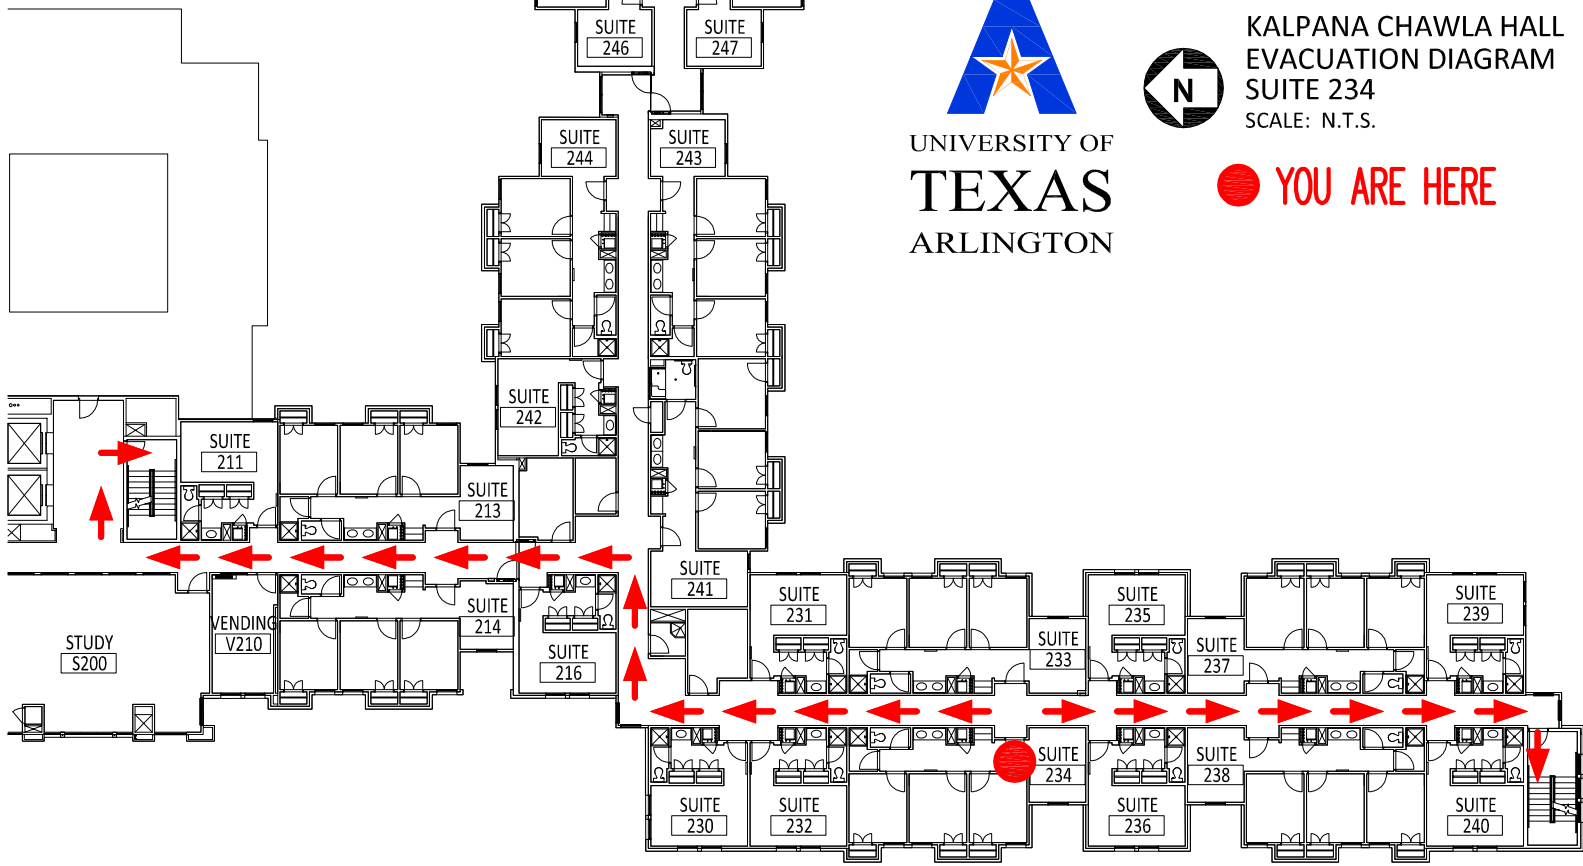 KALPANA CHAWLA HALL
EVACUATION DIAGRAM
SUITE 234
SCALE: N.T.S.
N
YOU ARE HERE
UNIVERSITY OF
TEXAS
ARLINGTON
SUITE
246
SUITE
247
SUITE
244
SUITE
243
SUITE
242
SUITE
211
SUITE
213
SUITE
241
SUITE
214
SUITE
216
VENDING
V210
STUDY
S200
SUITE
231
SUITE
233
SUITE
235
SUITE
237
SUITE
239
SUITE
230
SUITE
232
SUITE
234
SUITE
236
SUITE
238
SUITE
240